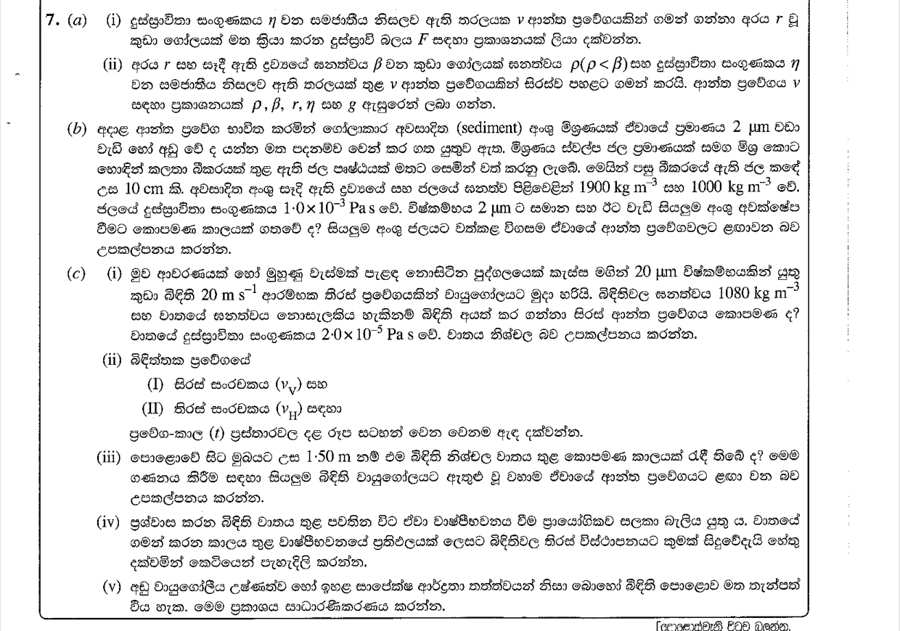 7. (a) (i) දුස්ස්‍රාවිතා සංගුණකය η වන සමජාතීය නිසලව ඇති තරලයක v ආන්ත ප්‍රවේගයකින් ගමන් ගන්නා අරය r වූ
කුඩා ගෝලයක් මත ක්‍රියා කරන දුස්ස්‍රාවි බලය F සඳහා ප්‍රකාශනයක් ලියා දක්වන්න.
(ii) අරය r සහ සෑදී ඇති ද්‍රව්‍යයේ ඝනත්වය β වන කුඩා ගෝලයක් ඝනත්වය ρ(ρ < β) සහ දුස්ස්‍රාවිතා සංගුණකය η
වන සමජාතීය නිසලව ඇති තරලයක් තුළ v ආන්ත ප්‍රවේගයකින් සිරස්ව පහළට ගමන් කරයි. ආන්ත ප්‍රවේගය v
සඳහා ප්‍රකාශනයක් ρ, β, r, η සහ g ඇසුරෙන් ලබා ගන්න.
(b) අදාළ ආන්ත ප්‍රවේග භාවිත කරමින් ගෝලාකාර අවසාදිත (sediment) අංශු මිශ්‍රණයක් ඒවායේ ප්‍රමාණය 2 μm වඩා
වැඩි හෝ අඩු වේ ද යන්න මත පදනම්ව වෙන් කර ගත යුතුව ඇත. මිශ්‍රණය ස්වල්ප ජල ප්‍රමාණයක් සමග මිශ්‍ර කොට
හොඳින් කලතා බීකරයක් තුළ ඇති ජල පෘෂ්ඨයක් මතට සෙමින් වත් කරනු ලැබේ. මෙයින් පසු බීකරයේ ඇති ජල කඳේ
උස 10 cm කි. අවසාදිත අංශු සෑදී ඇති ද්‍රව්‍යයේ සහ ජලයේ ඝනත්ව පිළිවෙළින් 1900 kg m⁻³ සහ 1000 kg m⁻³ වේ.
ජලයේ දුස්ස්‍රාවිතා සංගුණකය 1·0×10⁻³ Pa s වේ. විෂ්කම්භය 2 μm ට සමාන සහ ඊට වැඩි සියලුම අංශු අවක්ෂේප
වීමට කොපමණ කාලයක් ගතවේ ද? සියලුම අංශු ජලයට වත්කළ විගසම ඒවායේ ආන්ත ප්‍රවේගවලට ළඟාවන බව
උපකල්පනය කරන්න.
(c) (i) මුව ආවරණයක් හෝ මුහුණු වැස්මක් පැළඳ නොසිටින පුද්ගලයෙක් කැස්ස මගින් 20 μm විෂ්කම්භයකින් යුතු
කුඩා බිඳිති 20 m s⁻¹ ආරම්භක තිරස් ප්‍රවේගයකින් වායුගෝලයට මුදා හරියි. බිඳිතිවල ඝනත්වය 1080 kg m⁻³
සහ වාතයේ ඝනත්වය නොසැලකිය හැකිනම් බිඳිති අයත් කර ගන්නා සිරස් ආන්ත ප්‍රවේගය කොපමණ ද?
වාතයේ දුස්ස්‍රාවිතා සංගුණකය 2·0×10⁻⁵ Pa s වේ. වාතය නිශ්චල බව උපකල්පනය කරන්න.
(ii) බිඳිත්තක ප්‍රවේගයේ
(I) සිරස් සංරචකය (v_V) සහ
(II) තිරස් සංරචකය (v_H) සඳහා
ප්‍රවේග-කාල (t) ප්‍රස්තාරවල දළ රූප සටහන් වෙන වෙනම ඇඳ දක්වන්න.
(iii) පොළොවේ සිට මුඛයට උස 1·50 m නම් එම බිඳිති නිශ්චල වාතය තුළ කොපමණ කාලයක් රැඳී තිබේ ද? මෙම
ගණනය කිරීම සඳහා සියලුම බිඳිති වායුගෝලයට ඇතුළු වූ වහාම ඒවායේ ආන්ත ප්‍රවේගයට ළඟා වන බව
උපකල්පනය කරන්න.
(iv) ප්‍රශ්වාස කරන බිඳිති වාතය තුළ පවතින විට ඒවා වාෂ්පීභවනය වීම ප්‍රායෝගිකව සලකා බැලිය යුතු ය. වාතයේ
ගමන් කරන කාලය තුළ වාෂ්පීභවනයේ ප්‍රතිඵලයක් ලෙසට බිඳිතිවල තිරස් විස්ථාපනයට කුමක් සිදුවේදැයි හේතු
දක්වමින් කෙටියෙන් පැහැදිලි කරන්න.
(v) අඩු වායුගෝලීය උෂ්ණත්ව හෝ ඉහළ සාපේක්ෂ ආර්ද්‍රතා තත්ත්වයන් නිසා බොහෝ බිඳිති පොළොව මත තැන්පත්
විය හැක. මෙම ප්‍රකාශය සාධාරණීකරණය කරන්න.
[දොළොස්වැනි පිටුව බලන්න.